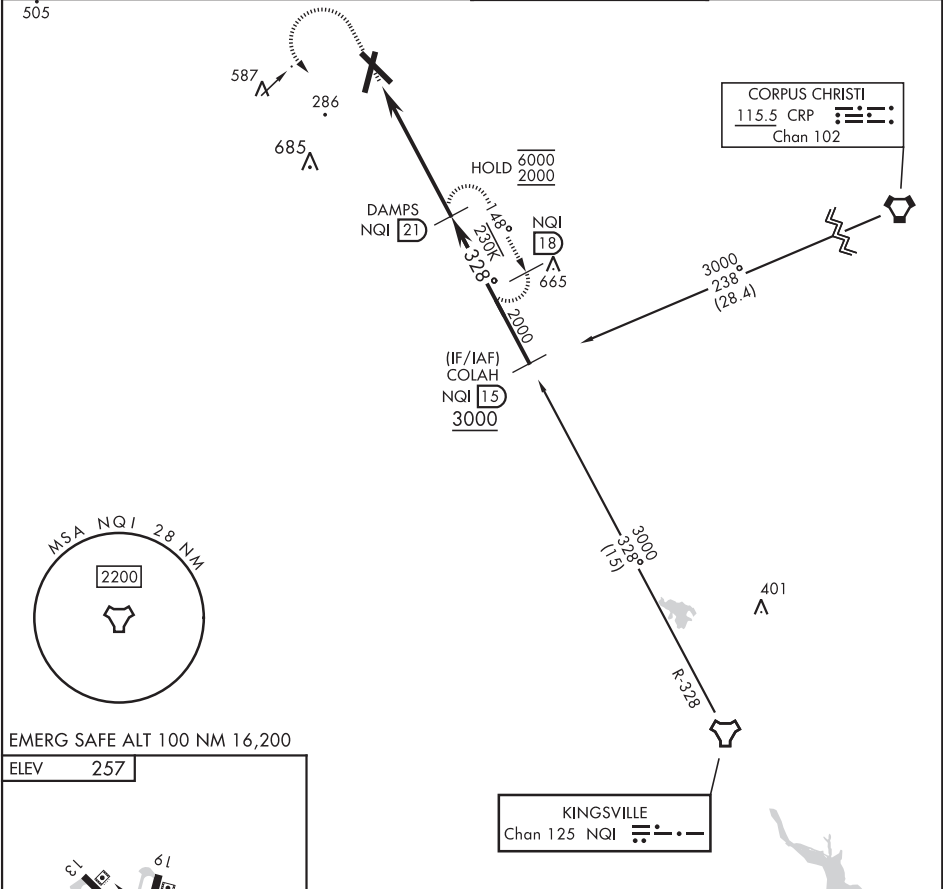 505
587
286
685
CORPUS CHRISTI
115.5 CRP
Chan 102
HOLD 6000
2000
DAMPS
NQI 21
148°
230K
328°
NQI
18
665
2000
3000
238°
(28.4)
(IF/IAF)
COLAH
NQI 15
3000
3000
328°
(15)
401
R-328
MSA NQI 28 NM
2200
EMERG SAFE ALT 100 NM 16,200
ELEV 257
KINGSVILLE
Chan 125 NQI
13
19